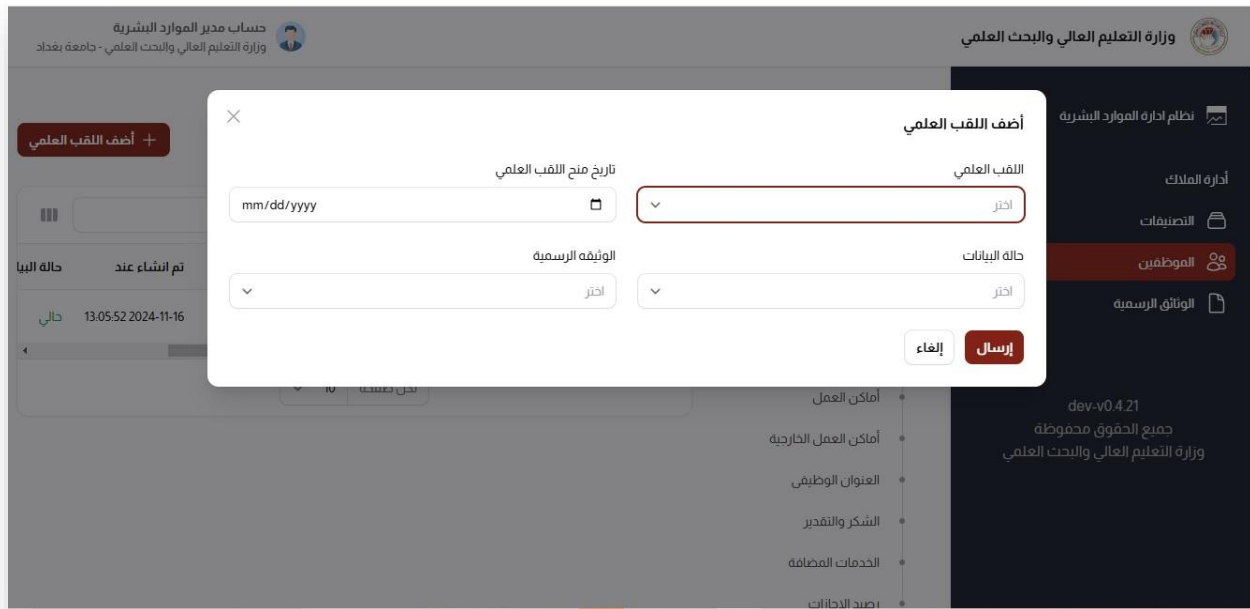 وزارة التعليم العالي والبحث العلمي
حساب مدير الموارد البشرية
وزارة التعليم العالي والبحث العلمي - جامعة بغداد
نظام ادارة الموارد البشرية
أدارة الملاك
التصنيفات
الموظفين
الوثائق الرسمية
dev-v0.4.21
جميع الحقوق محفوظة
وزارة التعليم العالي والبحث العلمي
أضف اللقب العلمي
أضف اللقب العلمي
اللقب العلمي
اختر
تاريخ منح اللقب العلمي
mm/dd/yyyy
حالة البيانات
اختر
الوثيقه الرسمية
اختر
إرسال
إلغاء
تم انشاء عند
حالة البيا
13:05:52 2024-11-16
حالي
لكل صفحة
10
أماكن العمل
أماكن العمل الخارجية
العنوان الوظيفي
الشكر والتقدير
الخدمات المضافة
رصيد الاجازات